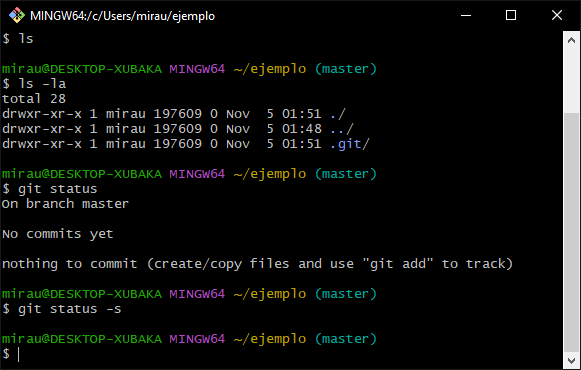 MINGW64:/c/Users/mirau/ejemplo
$ ls
mirau@DESKTOP-XUBAKA MINGW64 ~/ejemplo (master)
$ ls -la
total 28
drwxr-xr-x 1 mirau 197609 0 Nov  5 01:51 ./
drwxr-xr-x 1 mirau 197609 0 Nov  5 01:48 ../
drwxr-xr-x 1 mirau 197609 0 Nov  5 01:51 .git/
mirau@DESKTOP-XUBAKA MINGW64 ~/ejemplo (master)
$ git status
On branch master
No commits yet
nothing to commit (create/copy files and use "git add" to track)
mirau@DESKTOP-XUBAKA MINGW64 ~/ejemplo (master)
$ git status -s
mirau@DESKTOP-XUBAKA MINGW64 ~/ejemplo (master)
$